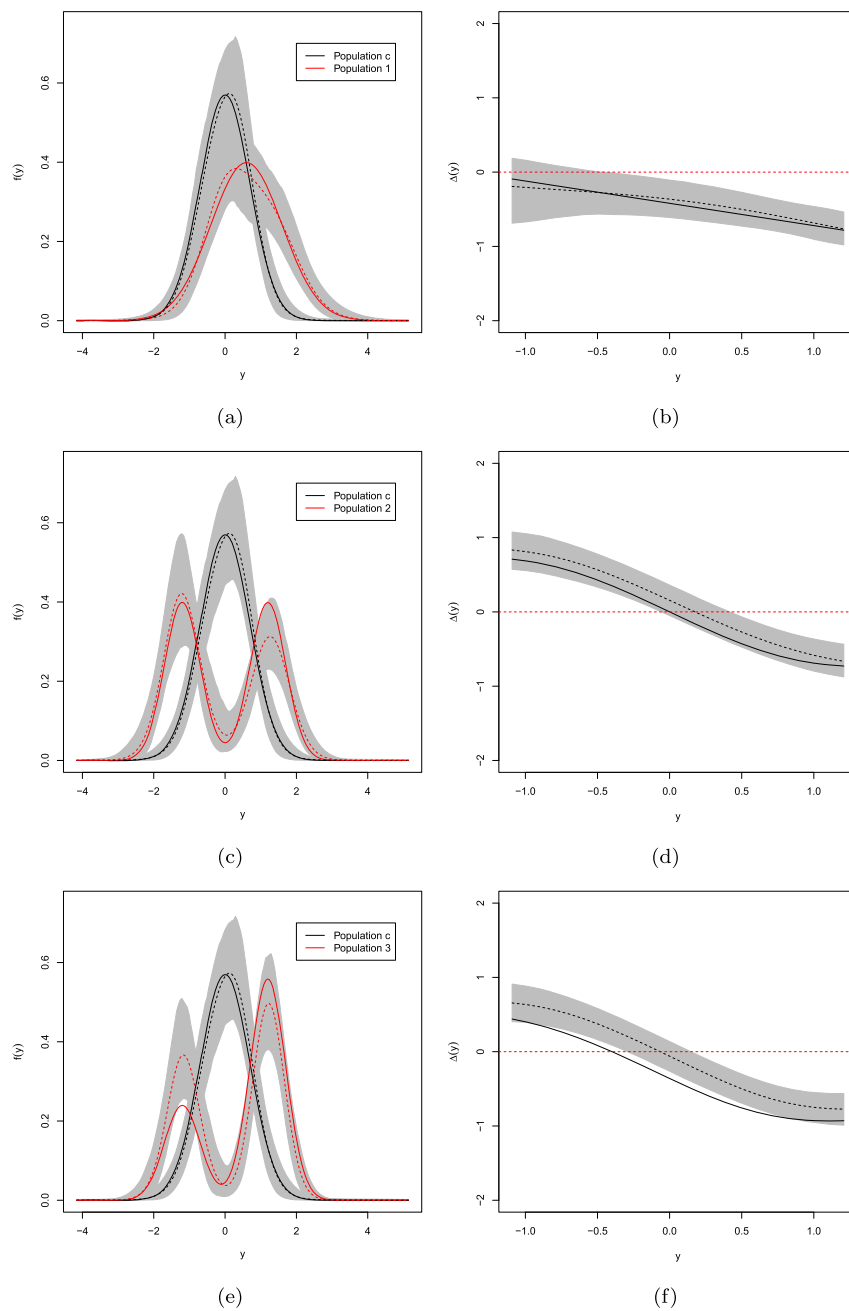 Population c
Population 1
f(y)
0.0
0.2
0.4
0.6
−4
−2
0
2
4
y
(a)
Δ(y)
−2
−1
0
1
2
−1.0
−0.5
0.0
0.5
1.0
y
(b)
Population c
Population 2
f(y)
0.0
0.2
0.4
0.6
−4
−2
0
2
4
y
(c)
Δ(y)
−2
−1
0
1
2
−1.0
−0.5
0.0
0.5
1.0
y
(d)
Population c
Population 3
f(y)
0.0
0.2
0.4
0.6
−4
−2
0
2
4
y
(e)
Δ(y)
−2
−1
0
1
2
−1.0
−0.5
0.0
0.5
1.0
y
(f)